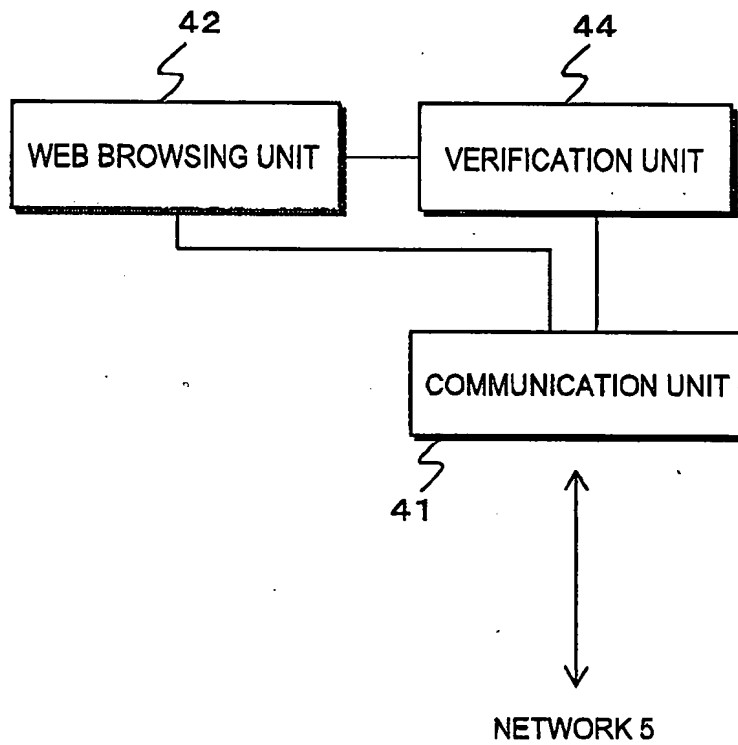 42
44
WEB BROWSING UNIT
VERIFICATION UNIT
COMMUNICATION UNIT
41
NETWORK 5